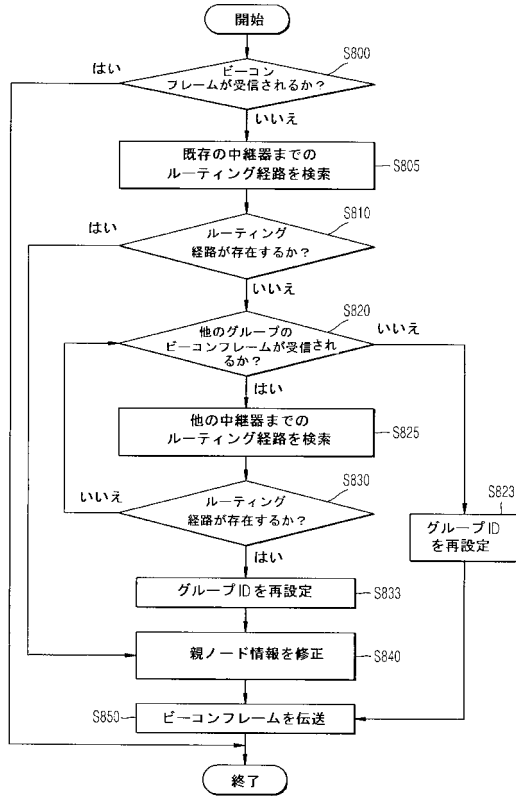 開始
S800
はい
ビーコン
フレームが受信されるか？
いいえ
既存の中継器までの
ルーティング経路を検索
S805
S810
はい
ルーティング
経路が存在するか？
いいえ
S820
他のグループの
ビーコンフレームが受信され
るか？
いいえ
はい
他の中継器までの
ルーティング経路を検索
S825
S830
いいえ
ルーティング
経路が存在するか？
S823
はい
グループID
を再設定
グループIDを再設定
S833
親ノード情報を修正
S840
S850
ビーコンフレームを伝送
終了